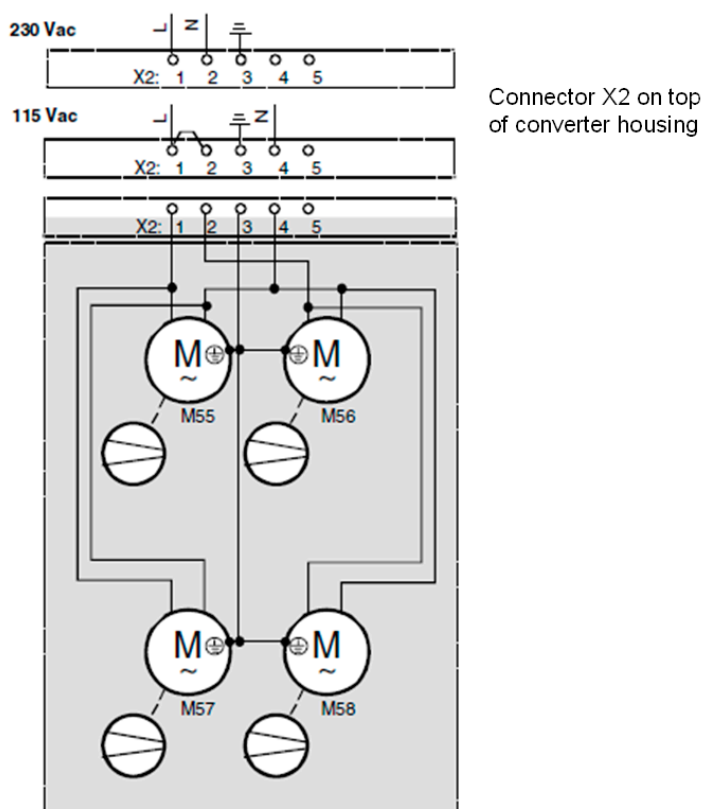 230 Vac
L N
X2: 1 2 3 4 5
Connector X2 on top
of converter housing
115 Vac
L N
X2: 1 2 3 4 5
X2: 1 2 3 4 5
M ~ M ~
M55 M56
M ~ M ~
M57 M58